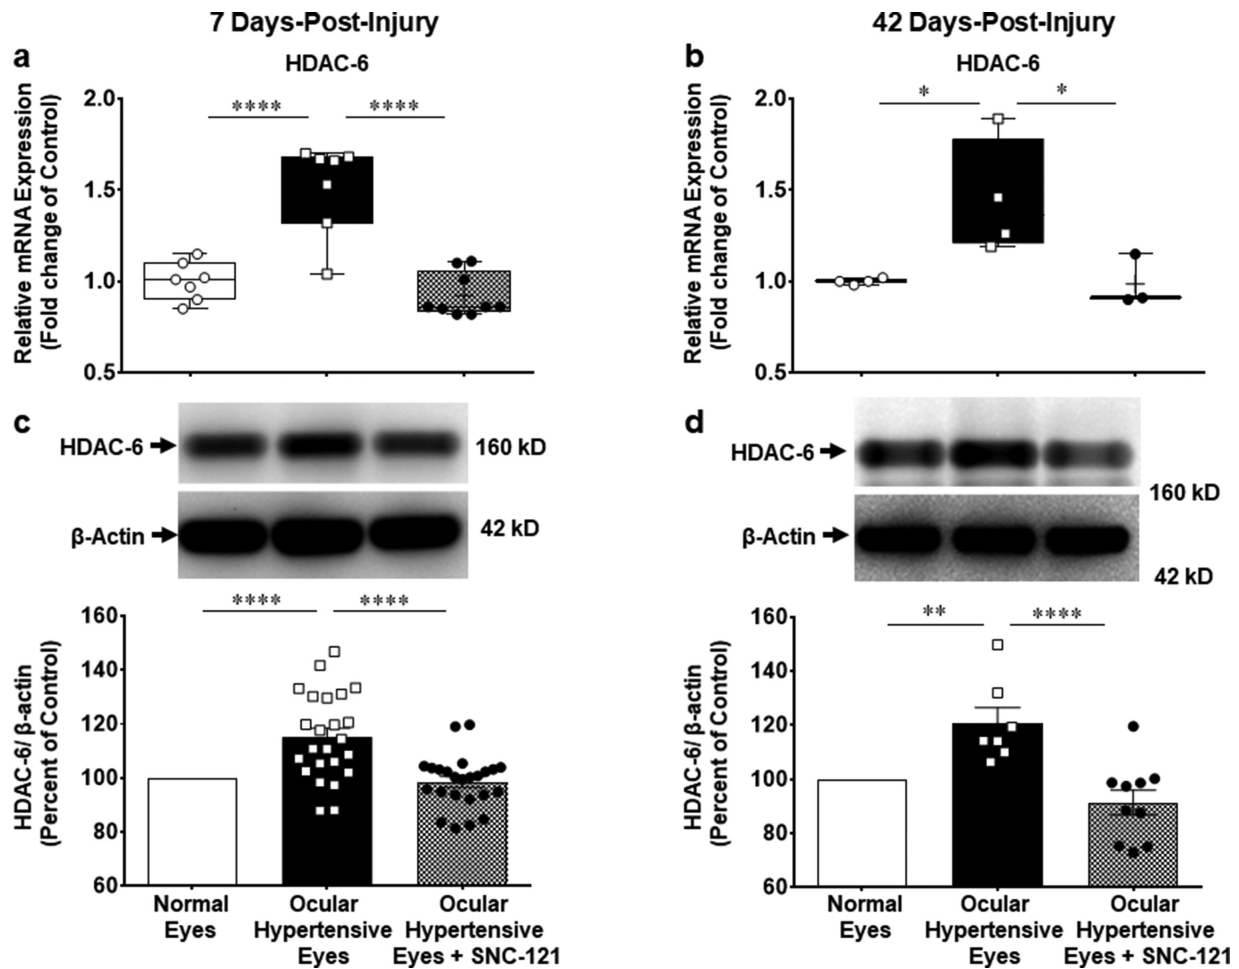 7 Days-Post-Injury
a
HDAC-6
Relative mRNA Expression
(Fold change of Control)
2.0
1.5
1.0
0.5
****
****
42 Days-Post-Injury
b
HDAC-6
Relative mRNA Expression
(Fold change of Control)
2.0
1.5
1.0
0.5
*
*
c
HDAC-6
160 kD
β-Actin
42 kD
HDAC-6/ β-actin
(Percent of Control)
160
140
120
100
80
60
****
****
Normal
Eyes
Ocular
Hypertensive
Eyes
Ocular
Hypertensive
Eyes + SNC-121
d
HDAC-6
160 kD
β-Actin
42 kD
HDAC-6/ β-actin
(Percent of Control)
160
140
120
100
80
60
**
****
Normal
Eyes
Ocular
Hypertensive
Eyes
Ocular
Hypertensive
Eyes + SNC-121